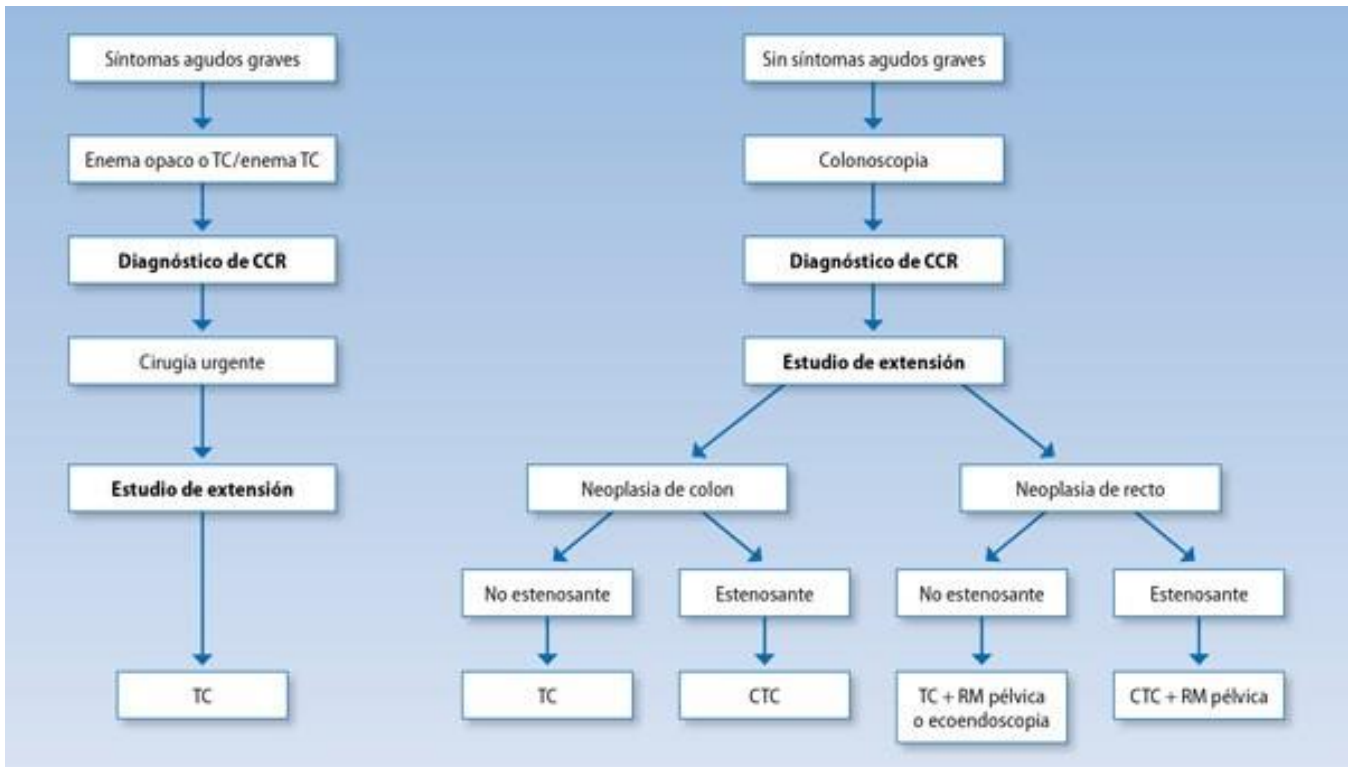 Síntomas agudos graves
Enema opaco o TC/enema TC
Diagnóstico de CCR
Cirugía urgente
Estudio de extensión
TC
Sin síntomas agudos graves
Colonoscopia
Diagnóstico de CCR
Estudio de extensión
Neoplasia de colon
Neoplasia de recto
No estenosante
Estenosante
No estenosante
Estenosante
TC
CTC
TC + RM pélvica
o ecoendoscopia
CTC + RM pélvica